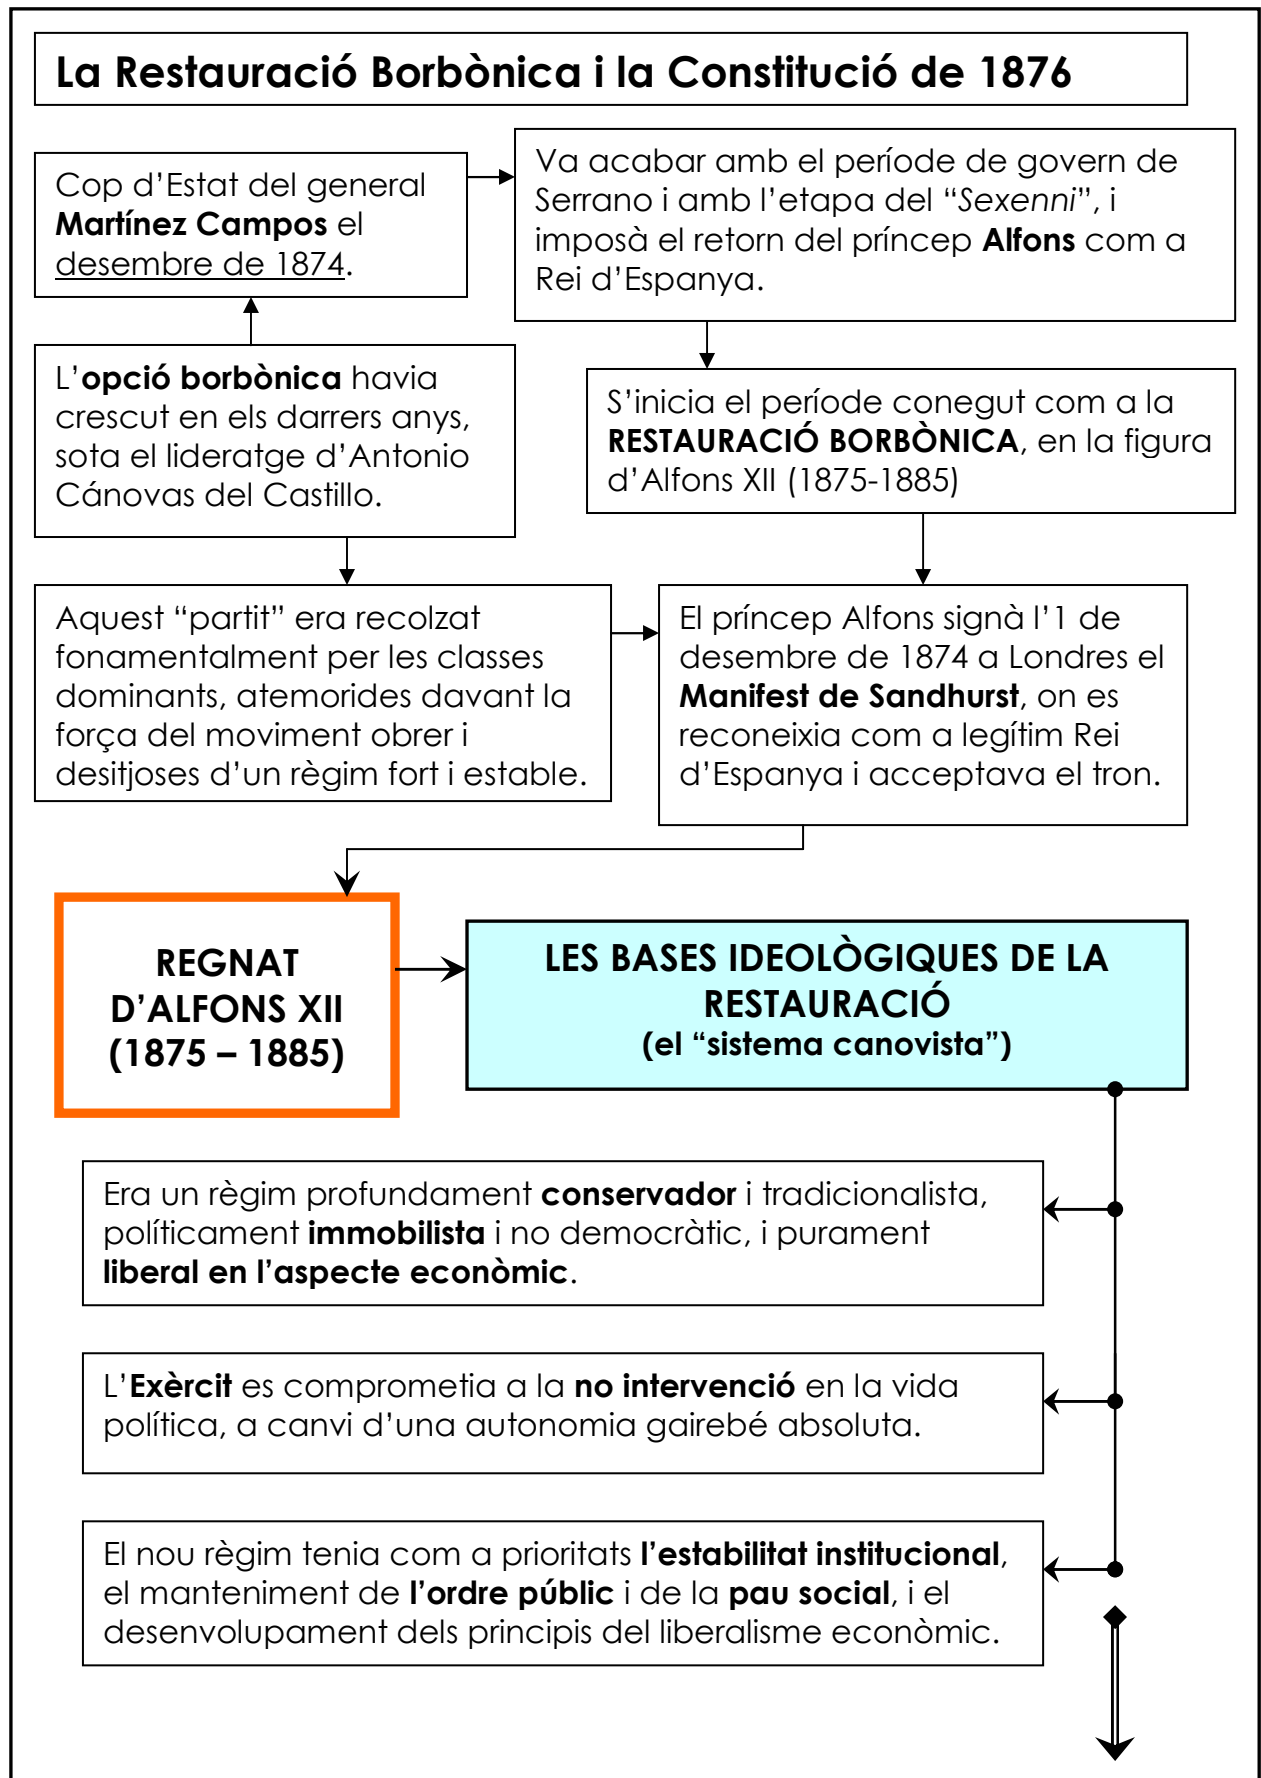 La Restauració Borbònica i la Constitució de 1876
Cop d’Estat del general
Martínez Campos el
desembre de 1874.
Va acabar amb el període de govern de
Serrano i amb l’etapa del “Sexenni”, i
imposà el retorn del príncep Alfons com a
Rei d’Espanya.
L’opció borbònica havia
crescut en els darrers anys,
sota el lideratge d’Antonio
Cánovas del Castillo.
S’inicia el període conegut com a la
RESTAURACIÓ BORBÒNICA, en la figura
d’Alfons XII (1875-1885)
Aquest “partit” era recolzat
fonamentalment per les classes
dominants, atemorides davant la
força del moviment obrer i
desitjoses d’un règim fort i estable.
El príncep Alfons signà l’1 de
desembre de 1874 a Londres el
Manifest de Sandhurst, on es
reconeixia com a legítim Rei
d’Espanya i acceptava el tron.
REGNAT
D’ALFONS XII
(1875 – 1885)
LES BASES IDEOLÒGIQUES DE LA
RESTAURACIÓ
(el “sistema canovista”)
Era un règim profundament conservador i tradicionalista,
políticament immobilista i no democràtic, i purament
liberal en l’aspecte econòmic.
L’Exèrcit es comprometia a la no intervenció en la vida
política, a canvi d’una autonomia gairebé absoluta.
El nou règim tenia com a prioritats l’estabilitat institucional,
el manteniment de l’ordre públic i de la pau social, i el
desenvolupament dels principis del liberalisme econòmic.